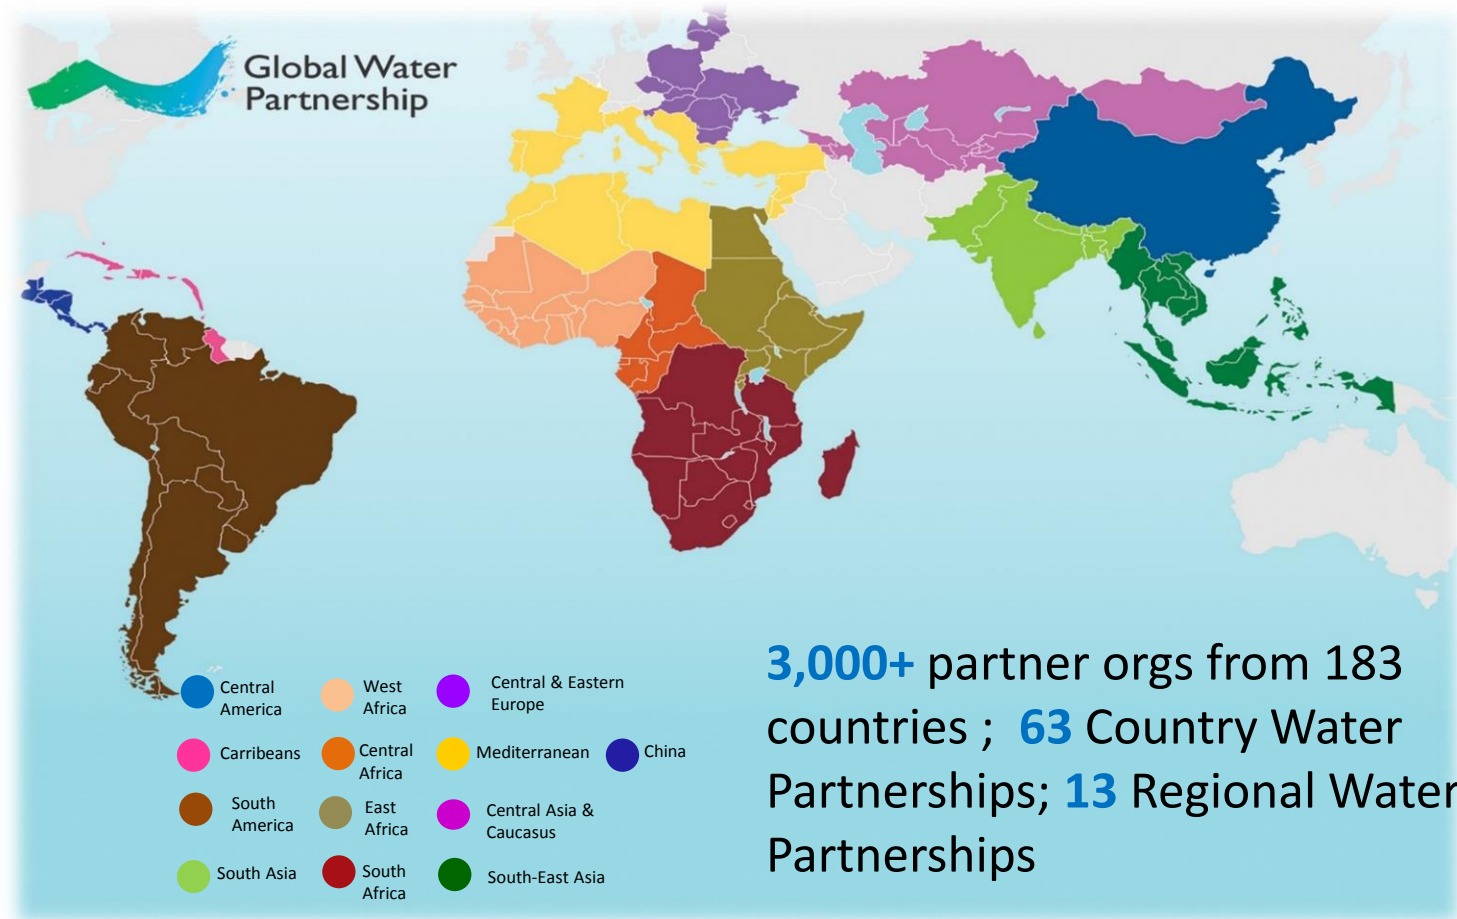 Global Water
Partnership
Central
America
West
Africa
Central & Eastern
Europe
Carribeans
Central
Africa
Mediterranean
China
South
America
East
Africa
Central Asia &
Caucasus
South Asia
South
Africa
South-East Asia
3,000+ partner orgs from 183
countries ; 63 Country Water
Partnerships; 13 Regional Water
Partnerships